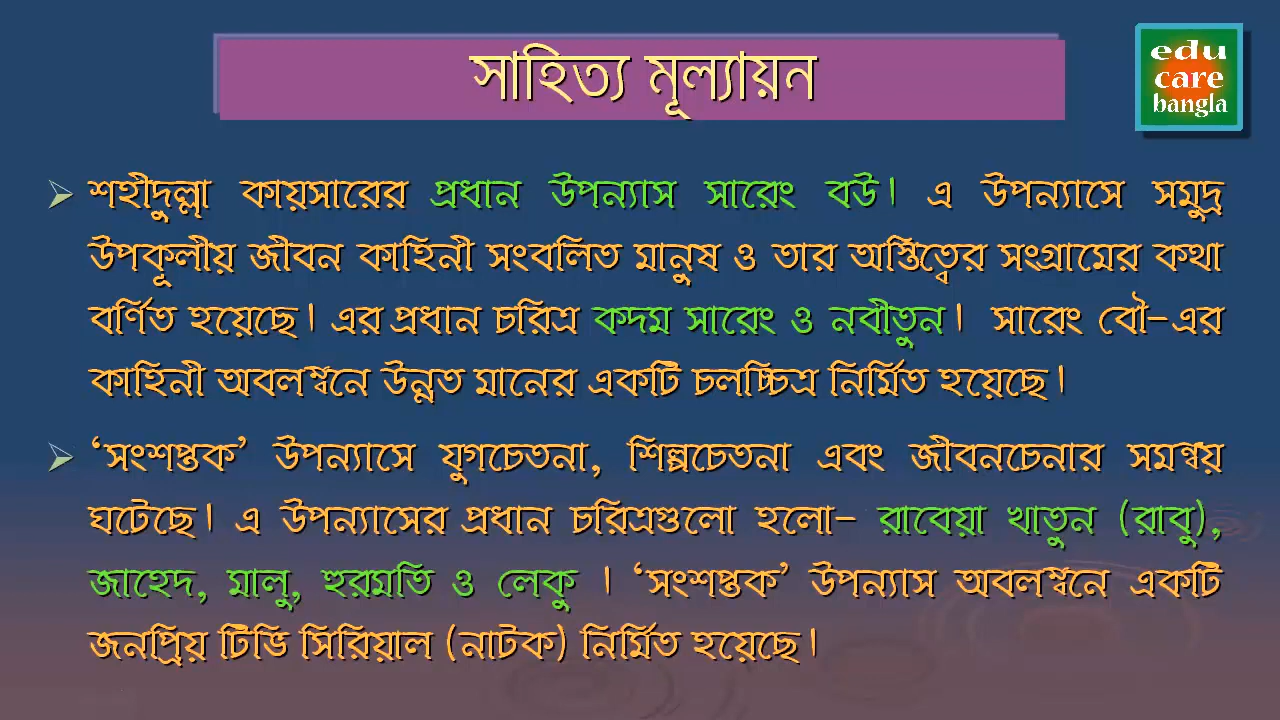 সাহিত্য মূল্যায়ন
edu
care
bangla
➢ শহীদুল্লা কায়সারের প্রধান উপন্যাস সারেং বউ। এ উপন্যাসে সমুদ্র
উপকূলীয় জীবন কাহিনী সংবলিত মানুষ ও তার অস্তিত্বের সংগ্রামের কথা
বর্ণিত হয়েছে। এর প্রধান চরিত্র কদম সারেং ও নবীতুন। সারেং বৌ-এর
কাহিনী অবলম্বনে উন্নত মানের একটি চলচ্চিত্র নির্মিত হয়েছে।
➢ ‘সংশপ্তক’ উপন্যাসে যুগচেতনা, শিল্পচেতনা এবং জীবনচেনার সমন্বয়
ঘটেছে। এ উপন্যাসের প্রধান চরিত্রগুলো হলো- রাবেয়া খাতুন (রাবু),
জাহেদ, মালু, হুরমতি ও লেকু । ‘সংশপ্তক’ উপন্যাস অবলম্বনে একটি
জনপ্রিয় টিভি সিরিয়াল (নাটক) নির্মিত হয়েছে।